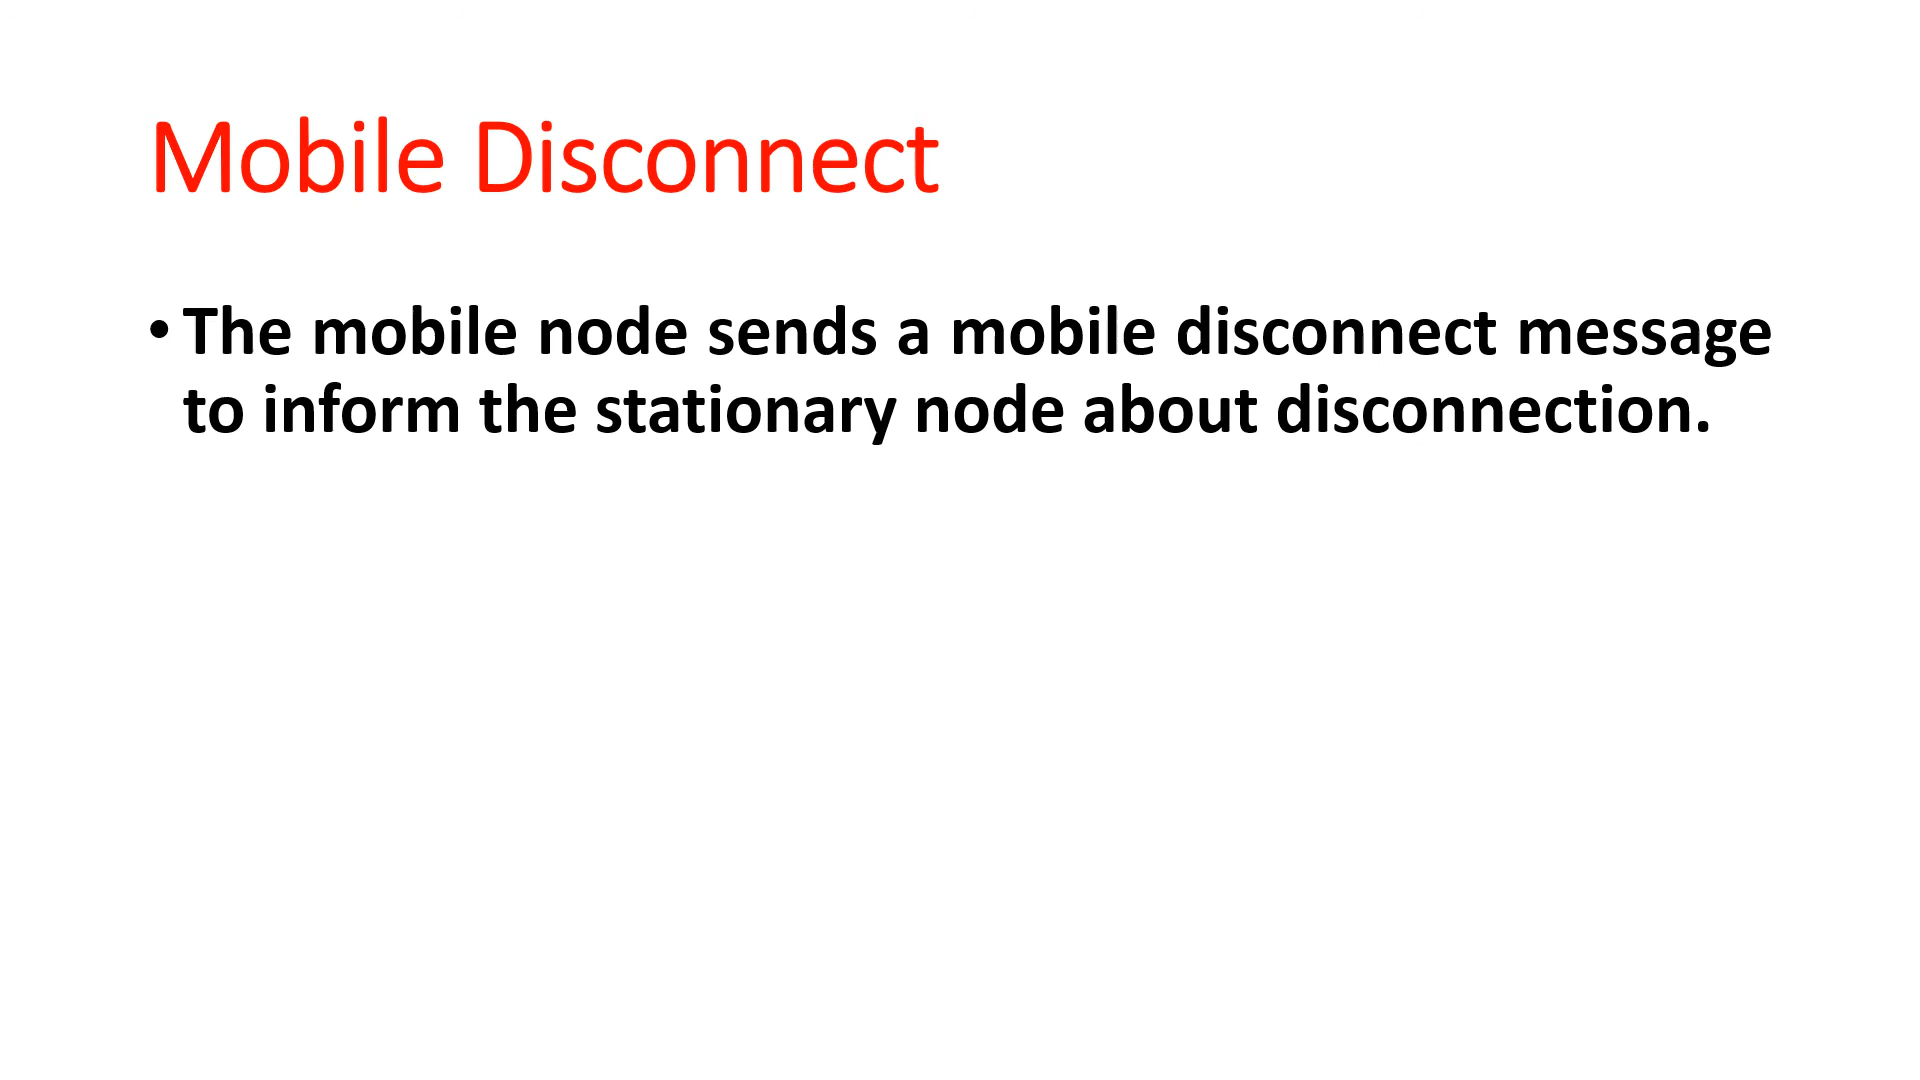 Mobile Disconnect
• The mobile node sends a mobile disconnect message
to inform the stationary node about disconnection.